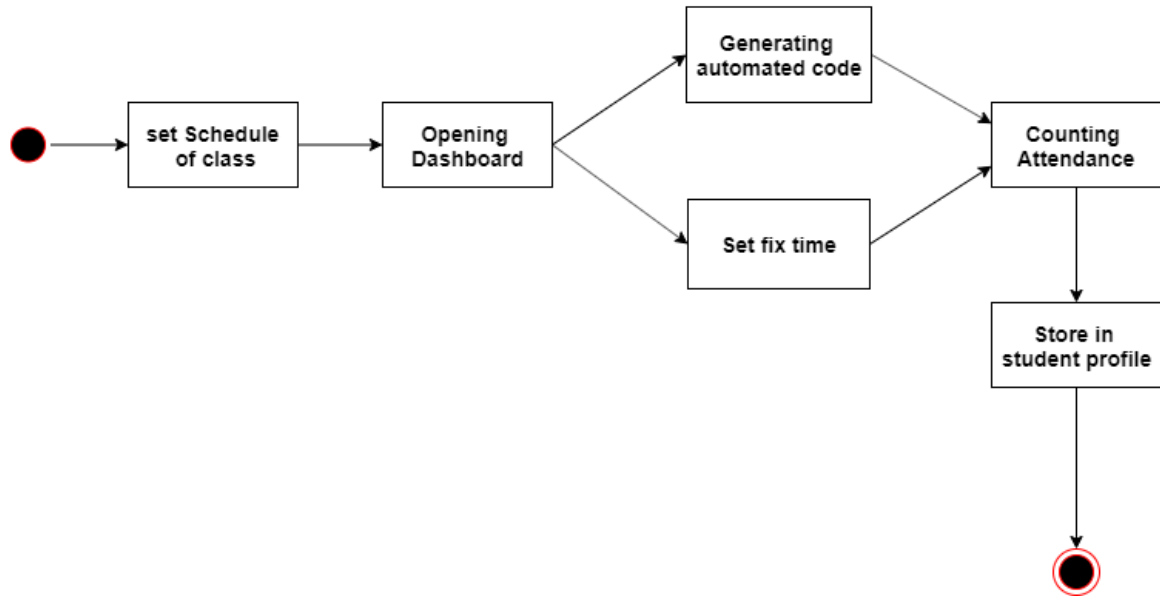 set Schedule
of class
Opening
Dashboard
Generating
automated code
Set fix time
Counting
Attendance
Store in
student profile